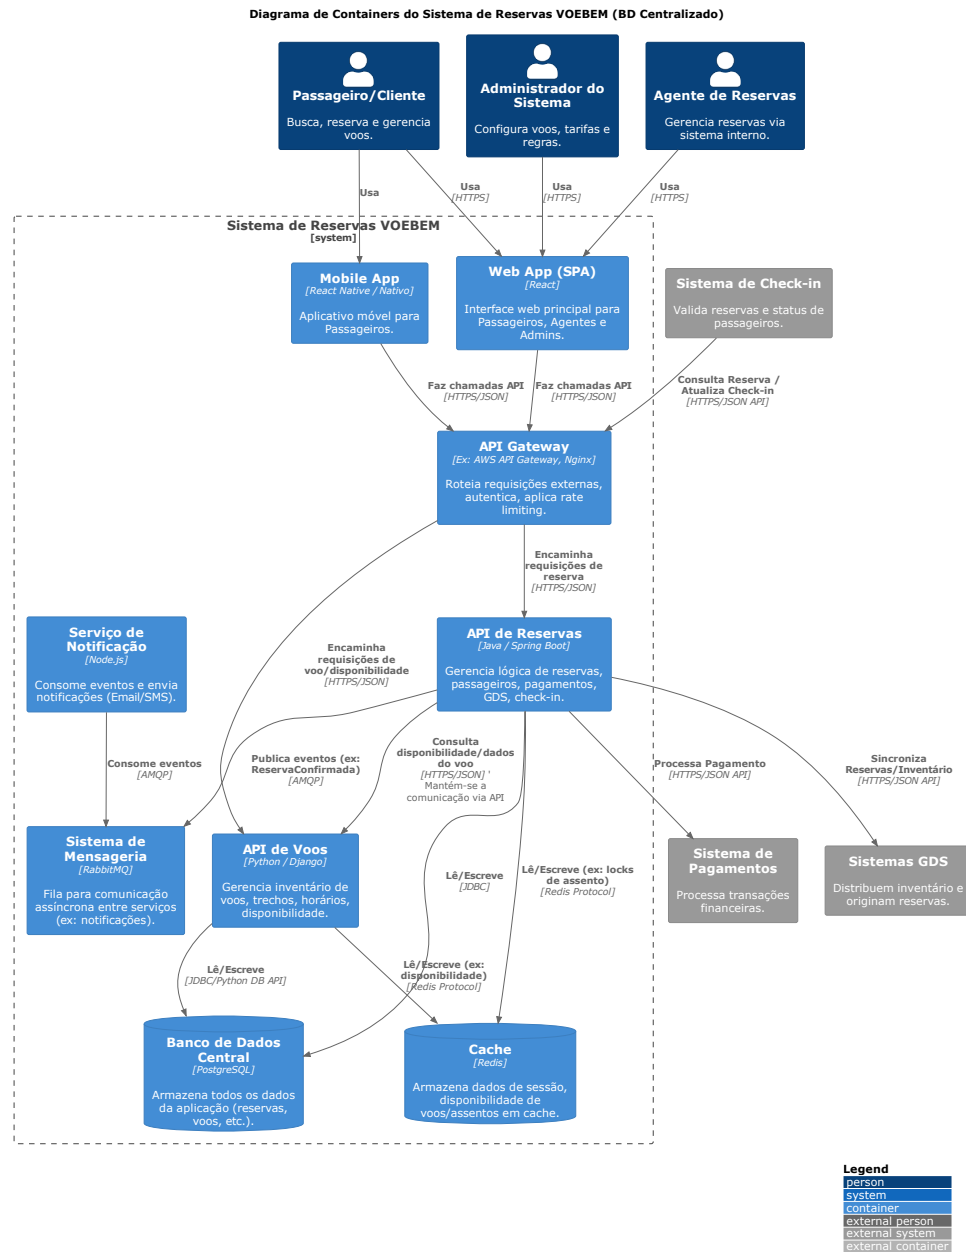 Diagrama de Containers do Sistema de Reservas VOEBEM (BD Centralizado)
Passageiro/Cliente
Busca, reserva e gerencia
voos.
Administrador do
Sistema
Configura voos, tarifas e
regras.
Agente de Reservas
Gerencia reservas via
sistema interno.
Usa
Usa
[HTTPS]
Usa
[HTTPS]
Usa
[HTTPS]
Sistema de Reservas VOEBEM
[system]
Mobile App
[React Native / Nativo]
Aplicativo móvel para
Passageiros.
Web App (SPA)
[React]
Interface web principal para
Passageiros, Agentes e
Admins.
Sistema de Check-in
Valida reservas e status de
passageiros.
Faz chamadas API
[HTTPS/JSON]
Faz chamadas API
[HTTPS/JSON]
Consulta Reserva /
Atualiza Check-in
[HTTPS/JSON API]
API Gateway
[Ex: AWS API Gateway, Nginx]
Roteia requisições externas,
autentica, aplica rate
limiting.
Encaminha
requisições de
reserva
[HTTPS/JSON]
Serviço de
Notificação
[Node.js]
Consome eventos e envia
notificações (Email/SMS).
Encaminha
requisições de
voo/disponibilidade
[HTTPS/JSON]
API de Reservas
[Java / Spring Boot]
Gerencia lógica de reservas,
passageiros, pagamentos,
GDS, check-in.
Consome eventos
[AMQP]
Publica eventos (ex:
ReservaConfirmada)
[AMQP]
Consulta
disponibilidade/dados
do voo
[HTTPS/JSON] '
Mantém-se a
comunicação via API
Processa Pagamento
[HTTPS/JSON API]
Sincroniza
Reservas/Inventário
[HTTPS/JSON API]
Sistema de
Mensageria
[RabbitMQ]
Fila para comunicação
assíncrona entre serviços
(ex: notificações).
API de Voos
[Python / Django]
Gerencia inventário de
voos, trechos, horários,
disponibilidade.
Lê/Escreve
[JDBC]
Lê/Escreve (ex: locks
de assento)
[Redis Protocol]
Sistema de
Pagamentos
Processa transações
financeiras.
Sistemas GDS
Distribuem inventário e
originam reservas.
Lê/Escreve
[JDBC/Python DB API]
Lê/Escreve (ex:
disponibilidade)
[Redis Protocol]
Banco de Dados
Central
[PostgreSQL]
Armazena todos os dados
da aplicação (reservas,
voos, etc.).
Cache
[Redis]
Armazena dados de sessão,
disponibilidade de
voos/assentos em cache.
Legend
person
system
container
external person
external system
external container